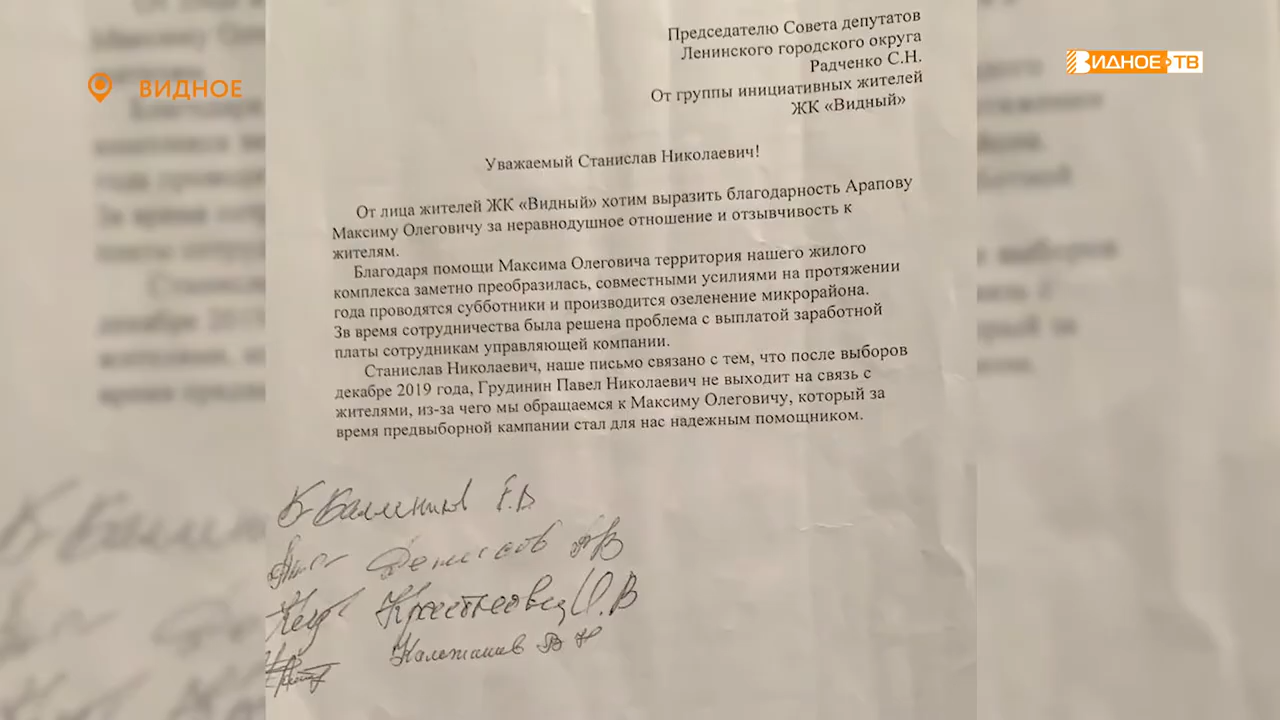 ВИДНОЕ
ВИДНОЕ ТВ
Председателю Совета депутатов
Ленинского городского округа
Радченко С.Н.
От группы инициативных жителей
ЖК «Видный»
Уважаемый Станислав Николаевич!
От лица жителей ЖК «Видный» хотим выразить благодарность Арапову
Максиму Олеговичу за неравнодушное отношение и отзывчивость к
жителям.
Благодаря помощи Максима Олеговича территория нашего жилого
комплекса заметно преобразилась, совместными усилиями на протяжении
года проводятся субботники и производится озеленение микрорайона.
Зв время сотрудничества была решена проблема с выплатой заработной
платы сотрудникам управляющей компании.
Станислав Николаевич, наше письмо связано с тем, что после выборов
декабре 2019 года, Грудинин Павел Николаевич не выходит на связь с
жителями, из-за чего мы обращаемся к Максиму Олеговичу, который за
время предвыборной кампании стал для нас надежным помощником.
Денисов АВ